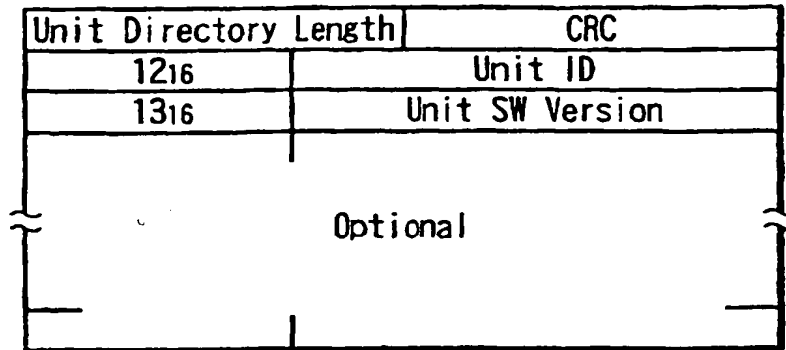 Unit Directory Length CRC
12₁₆ Unit ID
13₁₆ Unit SW Version
Optional